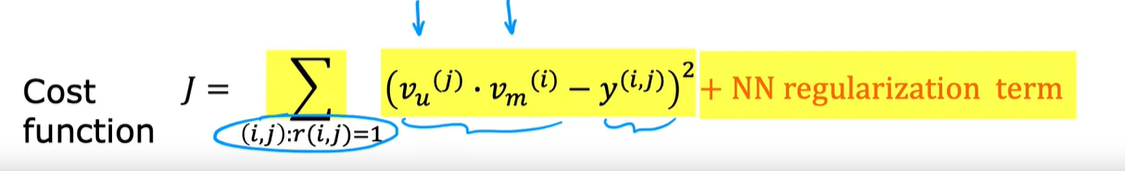 Cost function J = ∑ (v_u^(j) · v_m^(i) − y^(i,j))^2 + NN regularization term
(i,j):r(i,j)=1